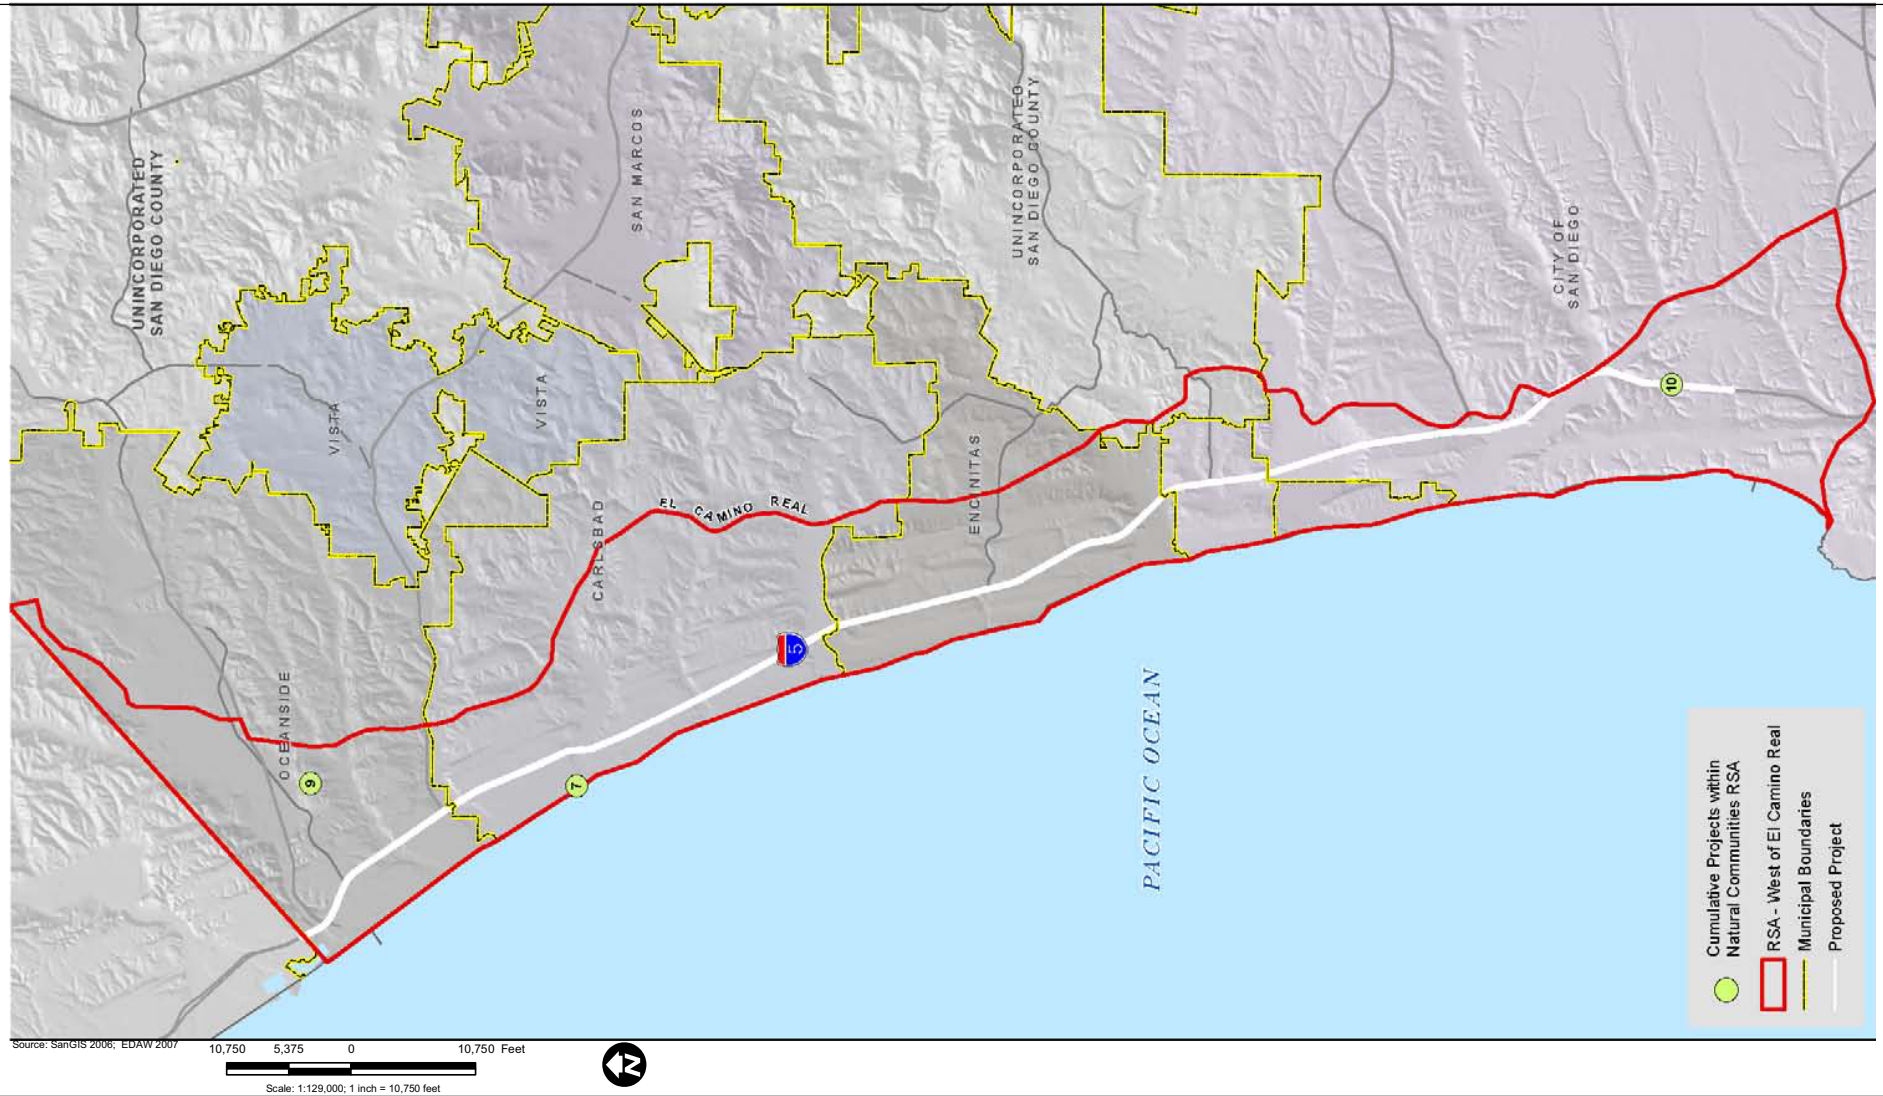 UNINCORPORATED
SAN DIEGO COUNTY
SAN MARCOS
UNINCORPORATED
SAN DIEGO COUNTY
CITY OF
SAN DIEGO
VISTA
VISTA
10
CARLSBAD
EL CAMINO REAL
ENCINITAS
5
OCEANSIDE
9
7
PACIFIC OCEAN
Cumulative Projects within
Natural Communities RSA
RSA - West of El Camino Real
Municipal Boundaries
Proposed Project
Source: SanGIS 2006; EDAW 2007
10,750 5,375 0 10,750 Feet
Scale: 1:129,000; 1 inch = 10,750 feet
N